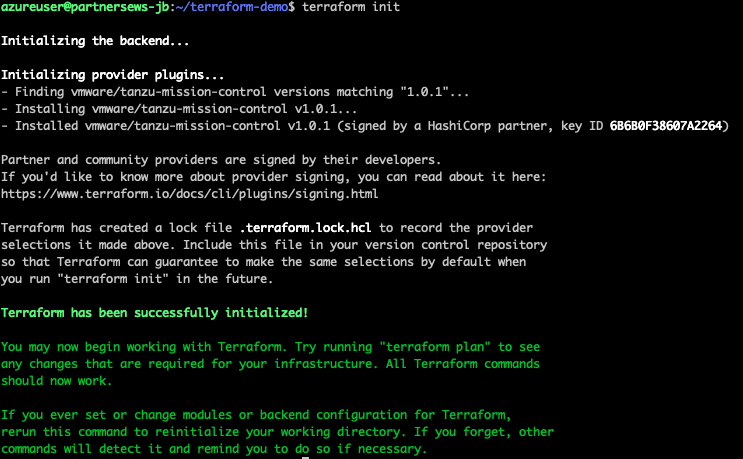 azureuser@partnersews-jb:~/terraform-demo$ terraform init
Initializing the backend...
Initializing provider plugins...
- Finding vmware/tanzu-mission-control versions matching "1.0.1"...
- Installing vmware/tanzu-mission-control v1.0.1...
- Installed vmware/tanzu-mission-control v1.0.1 (signed by a HashiCorp partner, key ID 6B6B0F38607A2264)
Partner and community providers are signed by their developers.
If you'd like to know more about provider signing, you can read about it here:
https://www.terraform.io/docs/cli/plugins/signing.html
Terraform has created a lock file .terraform.lock.hcl to record the provider
selections it made above. Include this file in your version control repository
so that Terraform can guarantee to make the same selections by default when
you run "terraform init" in the future.
Terraform has been successfully initialized!
You may now begin working with Terraform. Try running "terraform plan" to see
any changes that are required for your infrastructure. All Terraform commands
should now work.
If you ever set or change modules or backend configuration for Terraform,
rerun this command to reinitialize your working directory. If you forget, other
commands will detect it and remind you to do so if necessary.